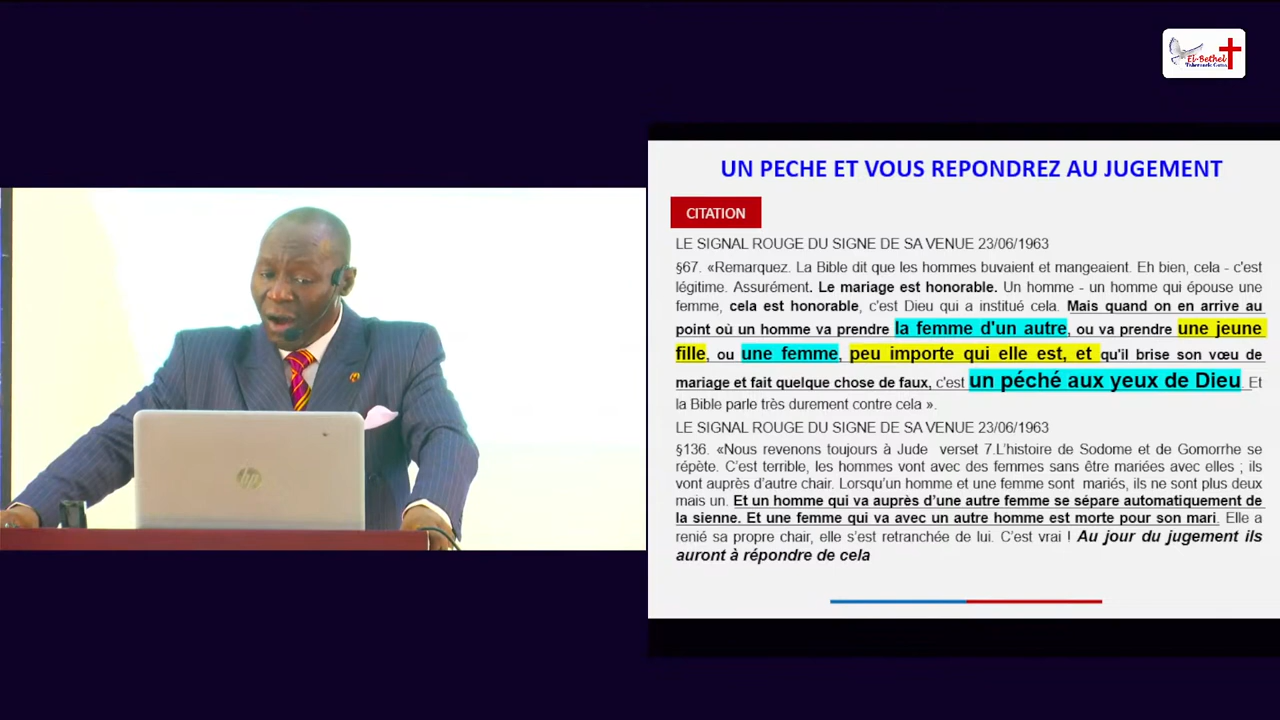 El-Bethel
UN PECHE ET VOUS REPONDREZ AU JUGEMENT
CITATION
LE SIGNAL ROUGE DU SIGNE DE SA VENUE 23/06/1963
§67. «Remarquez. La Bible dit que les hommes buvaient et mangeaient. Eh bien, cela - c'est
légitime. Assurément. Le mariage est honorable. Un homme - un homme qui épouse une
femme, cela est honorable, c'est Dieu qui a institué cela. Mais quand on en arrive au
point où un homme va prendre la femme d'un autre, ou va prendre une jeune
fille, ou une femme, peu importe qui elle est, et qu'il brise son vœu de
mariage et fait quelque chose de faux, c'est un péché aux yeux de Dieu. Et
la Bible parle très durement contre cela ».
LE SIGNAL ROUGE DU SIGNE DE SA VENUE 23/06/1963
§136. «Nous revenons toujours à Jude verset 7.L'histoire de Sodome et de Gomorrhe se
répète. C'est terrible, les hommes vont avec des femmes sans être mariées avec elles ; ils
vont auprès d'autre chair. Lorsqu'un homme et une femme sont mariés, ils ne sont plus deux
mais un. Et un homme qui va auprès d'une autre femme se sépare automatiquement de
la sienne. Et une femme qui va avec un autre homme est morte pour son mari. Elle a
renié sa propre chair, elle s'est retranchée de lui. C'est vrai ! Au jour du jugement ils
auront à répondre de cela
hp